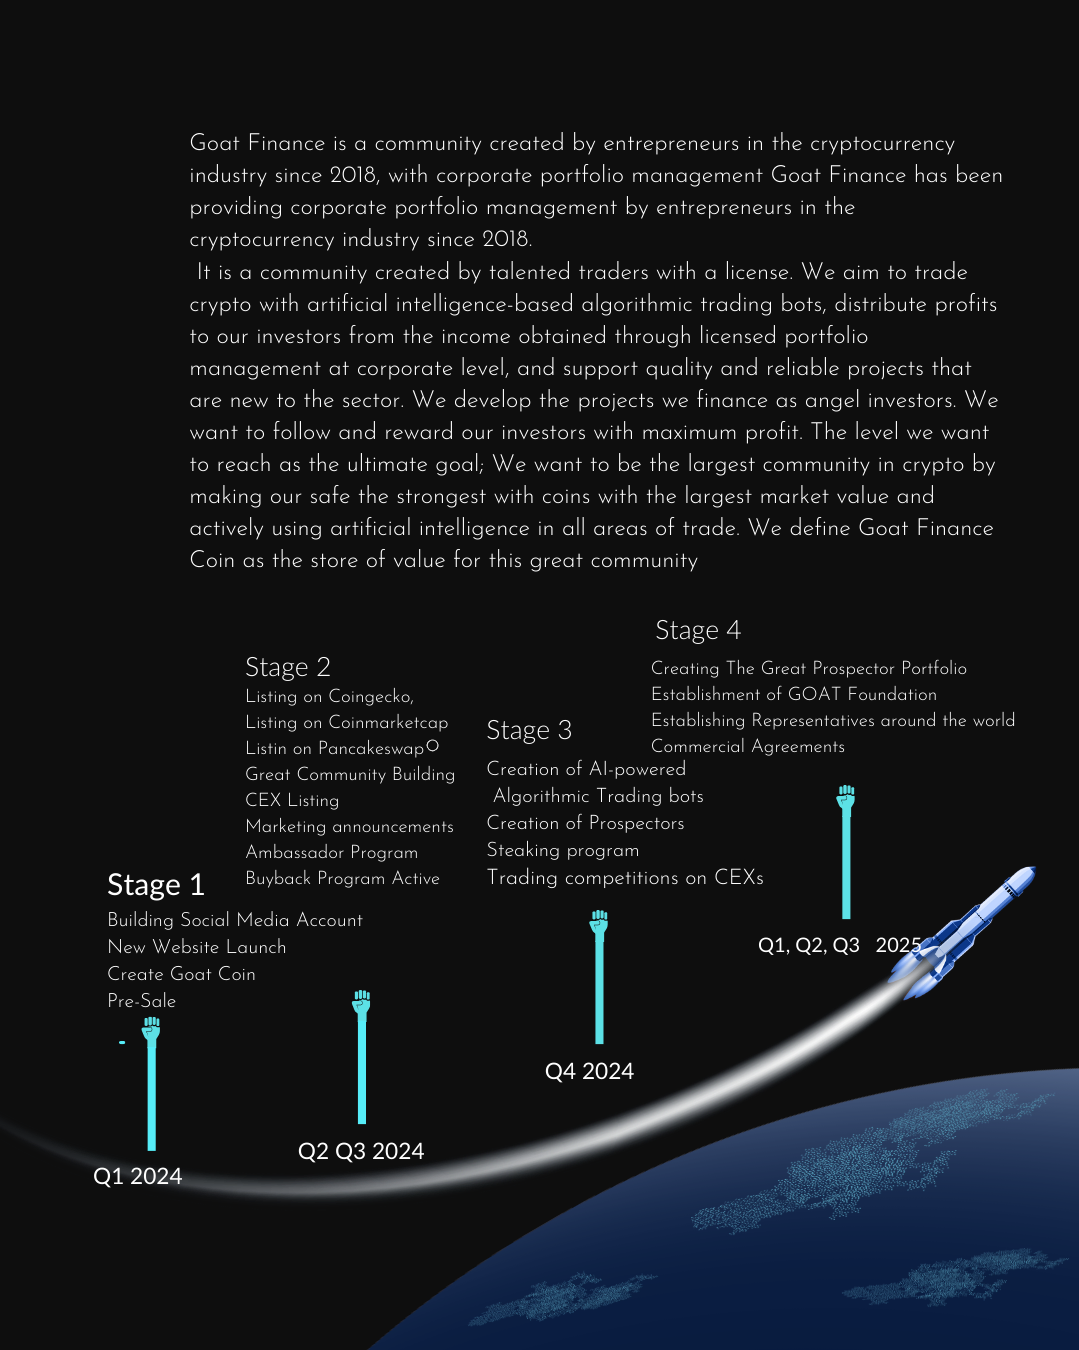 Goat Finance is a community created by entrepreneurs in the cryptocurrency
industry since 2018, with corporate portfolio management Goat Finance has been
providing corporate portfolio management by entrepreneurs in the
cryptocurrency industry since 2018.
It is a community created by talented traders with a license. We aim to trade
crypto with artificial intelligence-based algorithmic trading bots, distribute profits
to our investors from the income obtained through licensed portfolio
management at corporate level, and support quality and reliable projects that
are new to the sector. We develop the projects we finance as angel investors. We
want to follow and reward our investors with maximum profit. The level we want
to reach as the ultimate goal; We want to be the largest community in crypto by
making our safe the strongest with coins with the largest market value and
actively using artificial intelligence in all areas of trade. We define Goat Finance
Coin as the store of value for this great community
Stage 1
Building Social Media Account
New Website Launch
Create Goat Coin
Pre-Sale
-
Q1 2024
Stage 2
Listing on Coingecko,
Listing on Coinmarketcap
Listin on Pancakeswap
Great Community Building
CEX Listing
Marketing announcements
Ambassador Program
Buyback Program Active
Q2 Q3 2024
Stage 3
Creation of AI-powered
Algorithmic Trading bots
Creation of Prospectors
Steaking program
Trading competitions on CEXs
Q4 2024
Stage 4
Creating The Great Prospector Portfolio
Establishment of GOAT Foundation
Establishing Representatives around the world
Commercial Agreements
Q1, Q2, Q3 2025